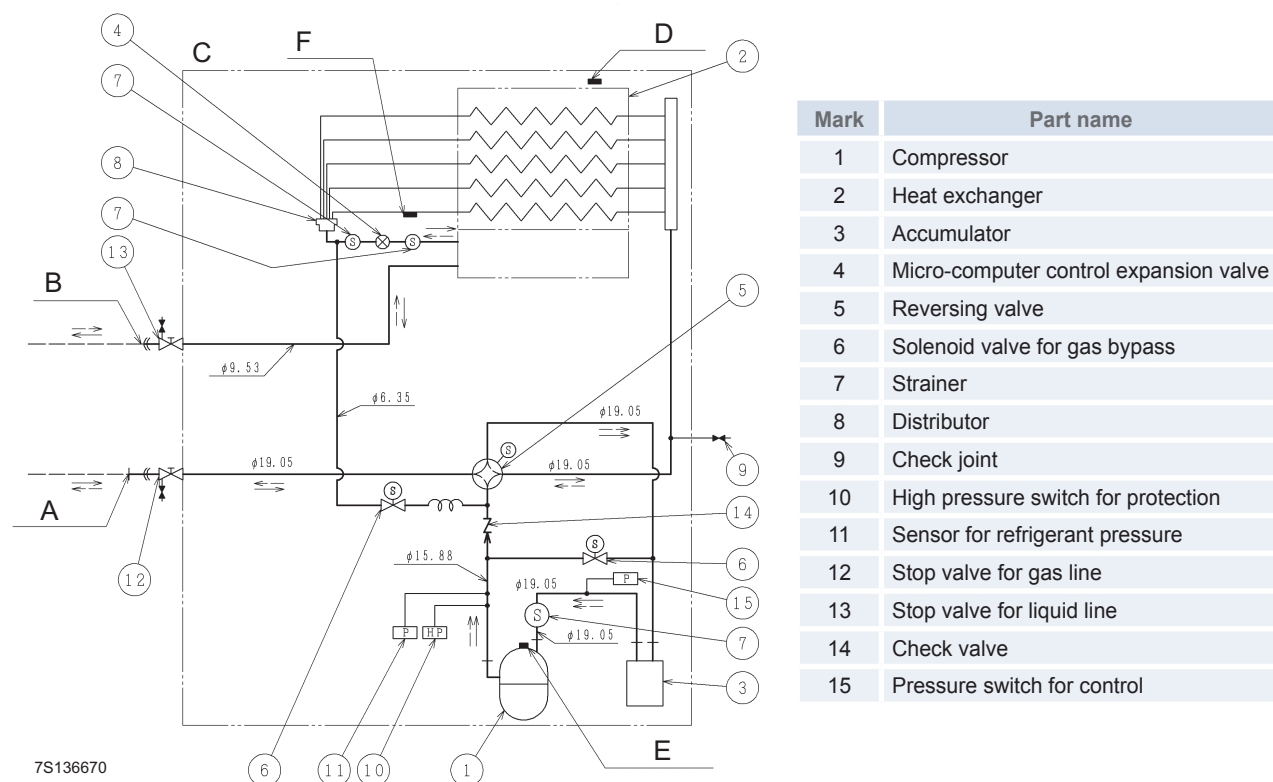 C
F
D
4
2
7
8
7
13
B
5
S
S
φ9.53
φ6.35
φ19.05
S
φ19.05
φ19.05
9
A
S
14
S
φ15.88
6
12
P
φ19.05
15
S
7
P
HP
φ19.05
3
E
7S136670
6
11
10
1
Mark Part name
1 Compressor
2 Heat exchanger
3 Accumulator
4 Micro-computer control expansion valve
5 Reversing valve
6 Solenoid valve for gas bypass
7 Strainer
8 Distributor
9 Check joint
10 High pressure switch for protection
11 Sensor for refrigerant pressure
12 Stop valve for gas line
13 Stop valve for liquid line
14 Check valve
15 Pressure switch for control